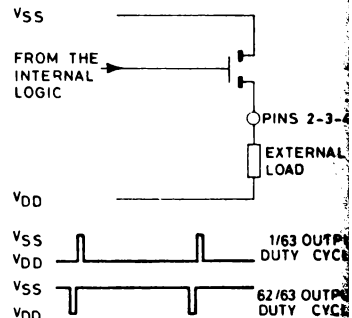 VSS
FROM THE
INTERNAL
LOGIC
PINS 2-3-
EXTERNAL
LOAD
VDD
VSS
VDD
1/63
DUTY
VSS
VDD
62/63
DUTY